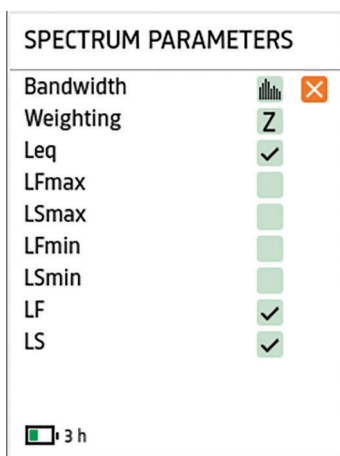 SPECTRUM PARAMETERS
Bandwidth
Weighting Z
Leq
LFmax
LSmax
LFmin
LSmin
LF
LS
3 h